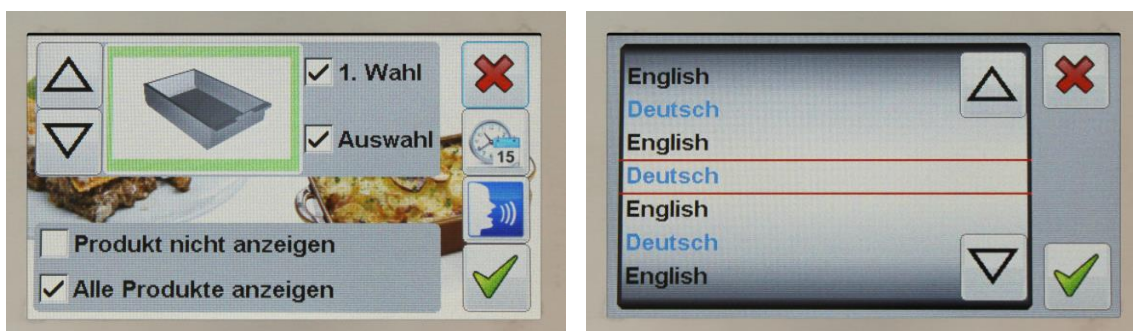 1. Wahl
Auswahl
15
Produkt nicht anzeigen
Alle Produkte anzeigen
English
Deutsch
English
Deutsch
English
Deutsch
English